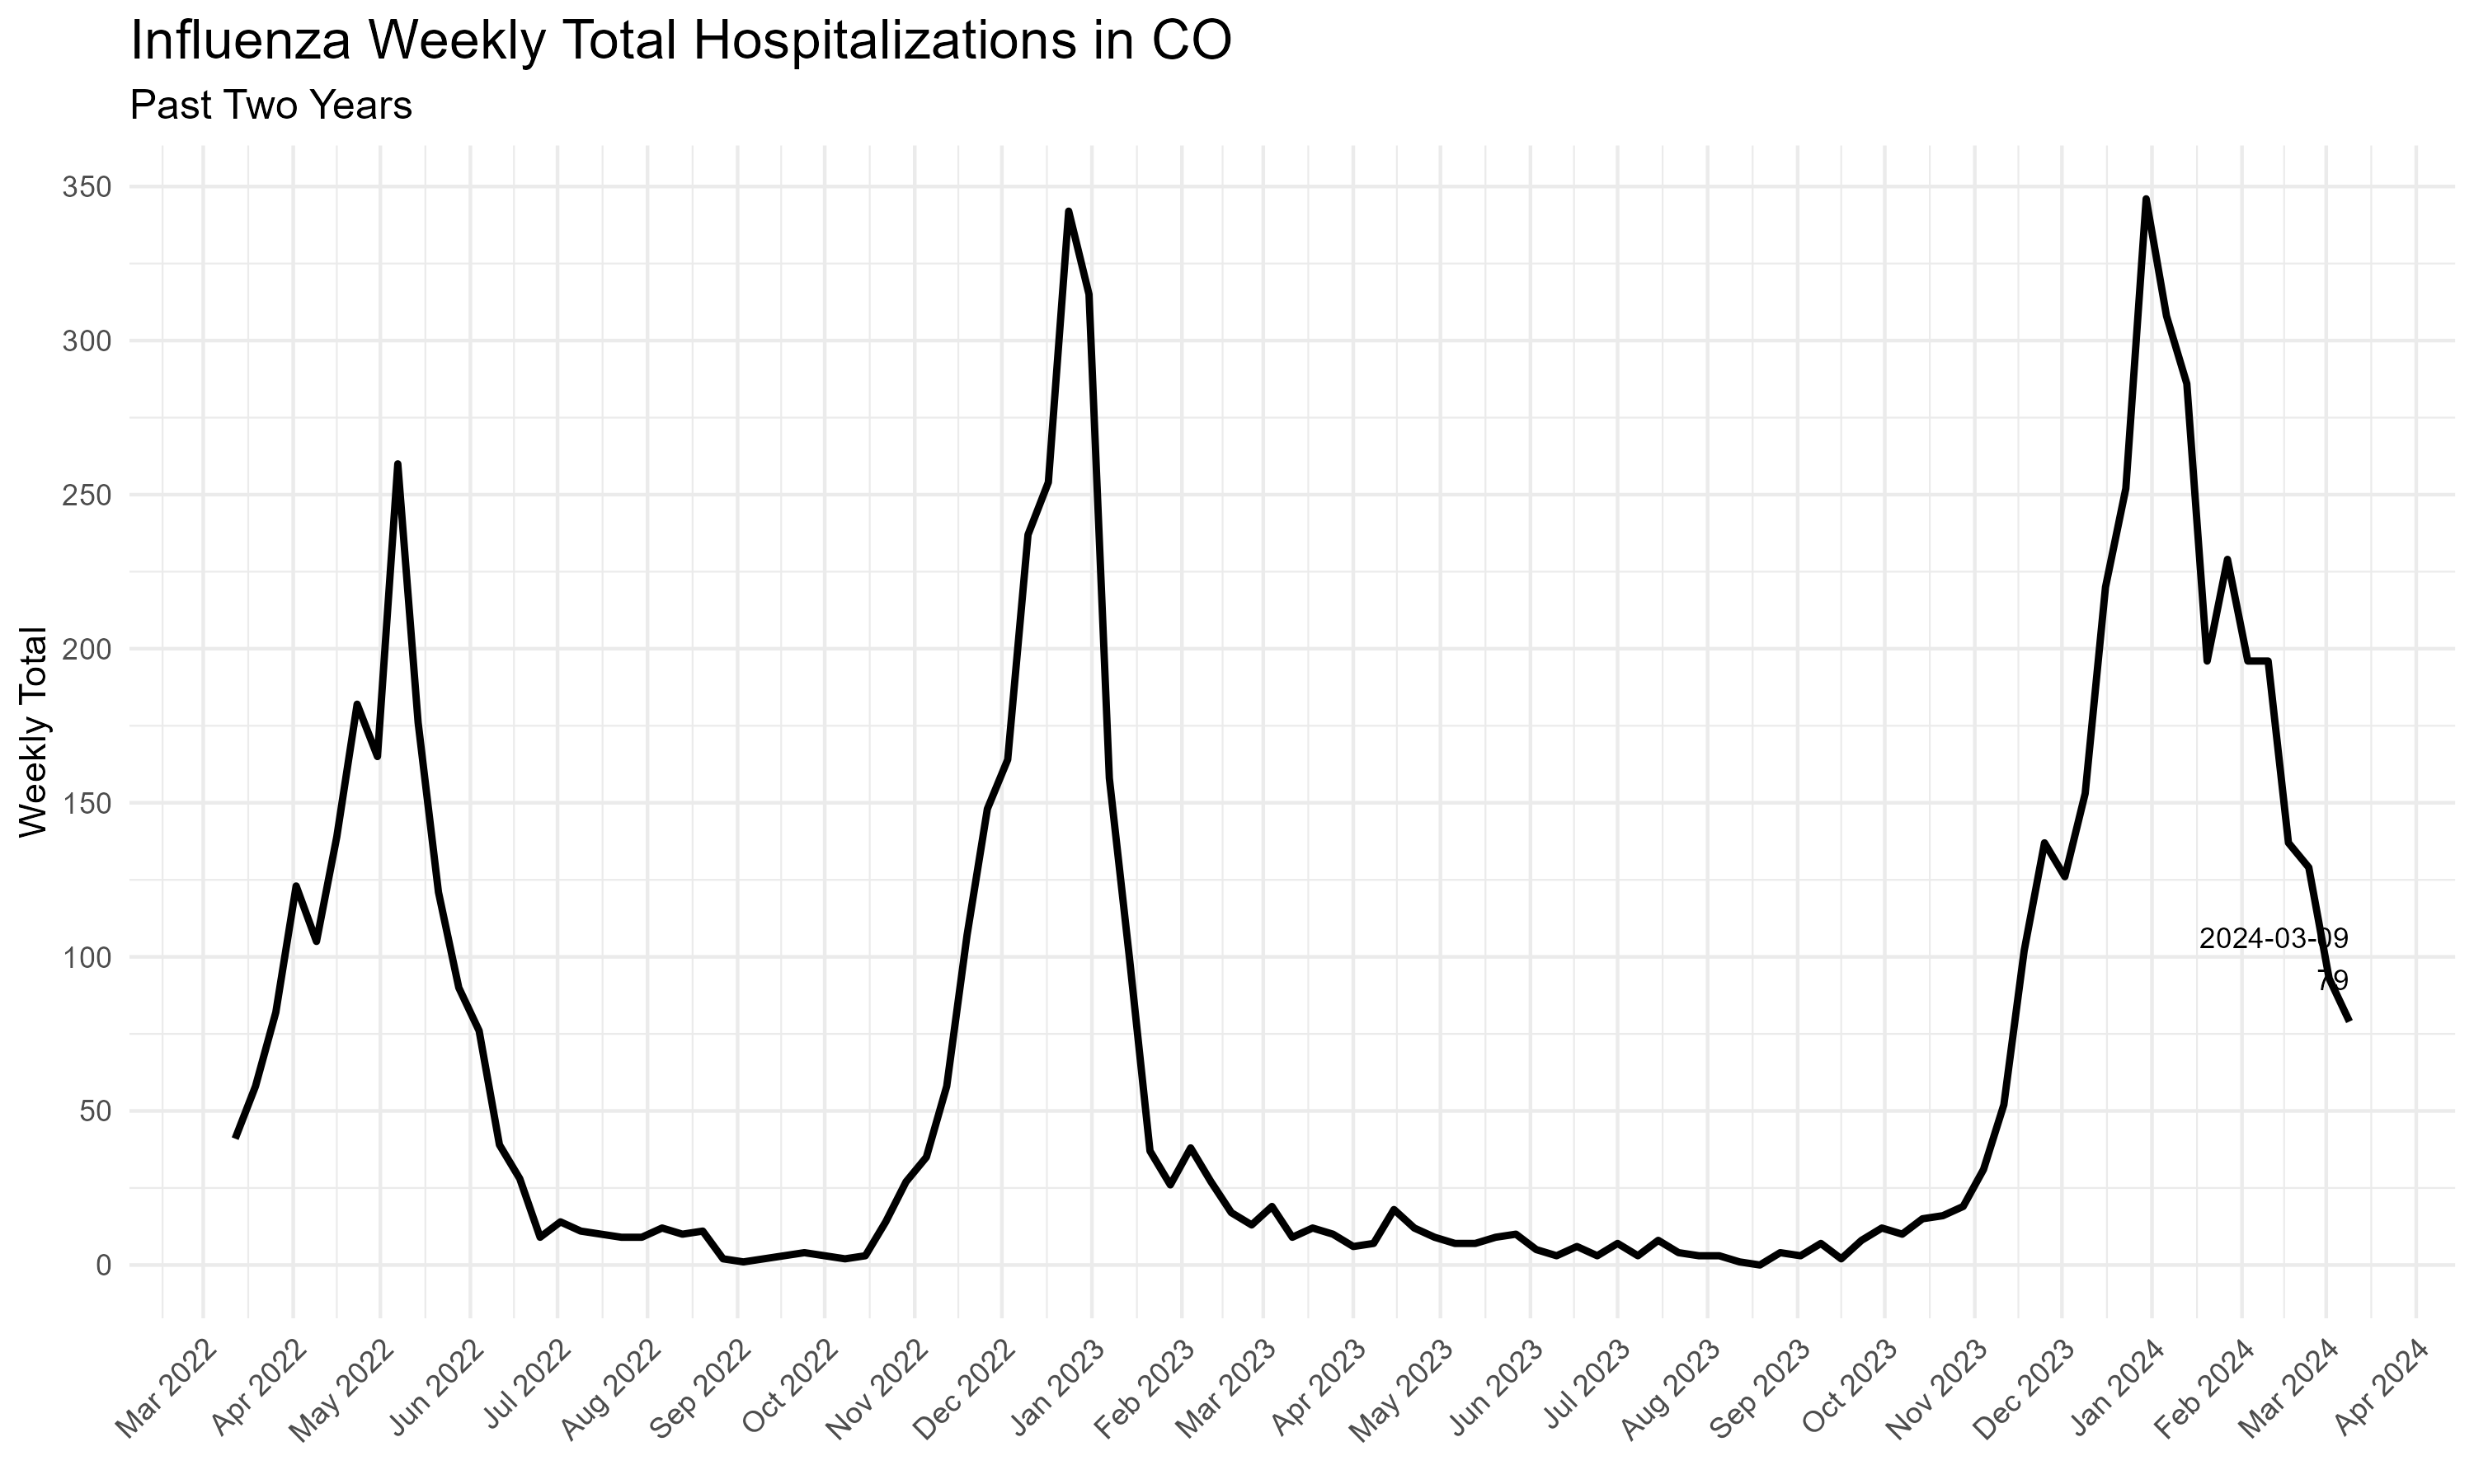 Influenza Weekly Total Hospitalizations in CO
Past Two Years
Weekly Total
350
300
250
200
150
100
50
0
2024-03-09
79
Mar 2022
Apr 2022
May 2022
Jun 2022
Jul 2022
Aug 2022
Sep 2022
Oct 2022
Nov 2022
Dec 2022
Jan 2023
Feb 2023
Mar 2023
Apr 2023
May 2023
Jun 2023
Jul 2023
Aug 2023
Sep 2023
Oct 2023
Nov 2023
Dec 2023
Jan 2024
Feb 2024
Mar 2024
Apr 2024